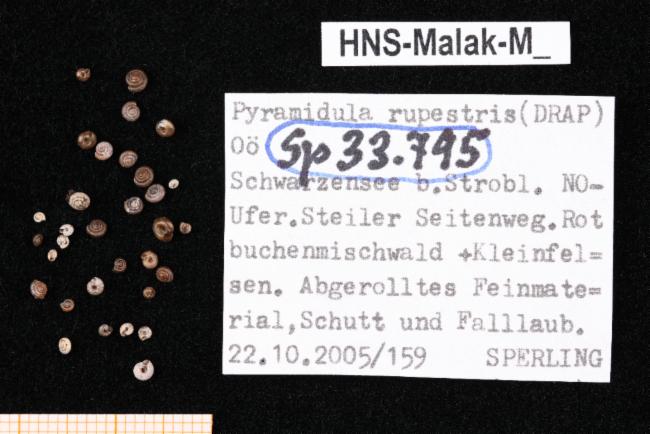 HNS-Malak-M_
Pyramidula rupestris(DRAP)
Oö Sp 33.795
Schwarzensee b.Strobl. NO-
Ufer.Steiler Seitenweg.Rot
buchenmischwald +Kleinfel=
sen. Abgerolltes Feinmate=
rial,Schutt und Falllaub.
22.10.2005/159 SPERLING